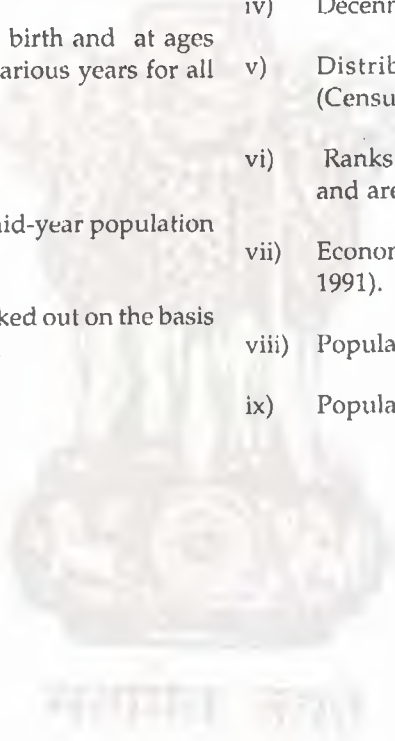 birth and at ages
arious years for all
id-year population
ked out on the basis
iv) Decenn
v) Distrib
(Censu
vi) Ranks
and are
vii) Econor
1991).
viii) Popula
ix) Popula